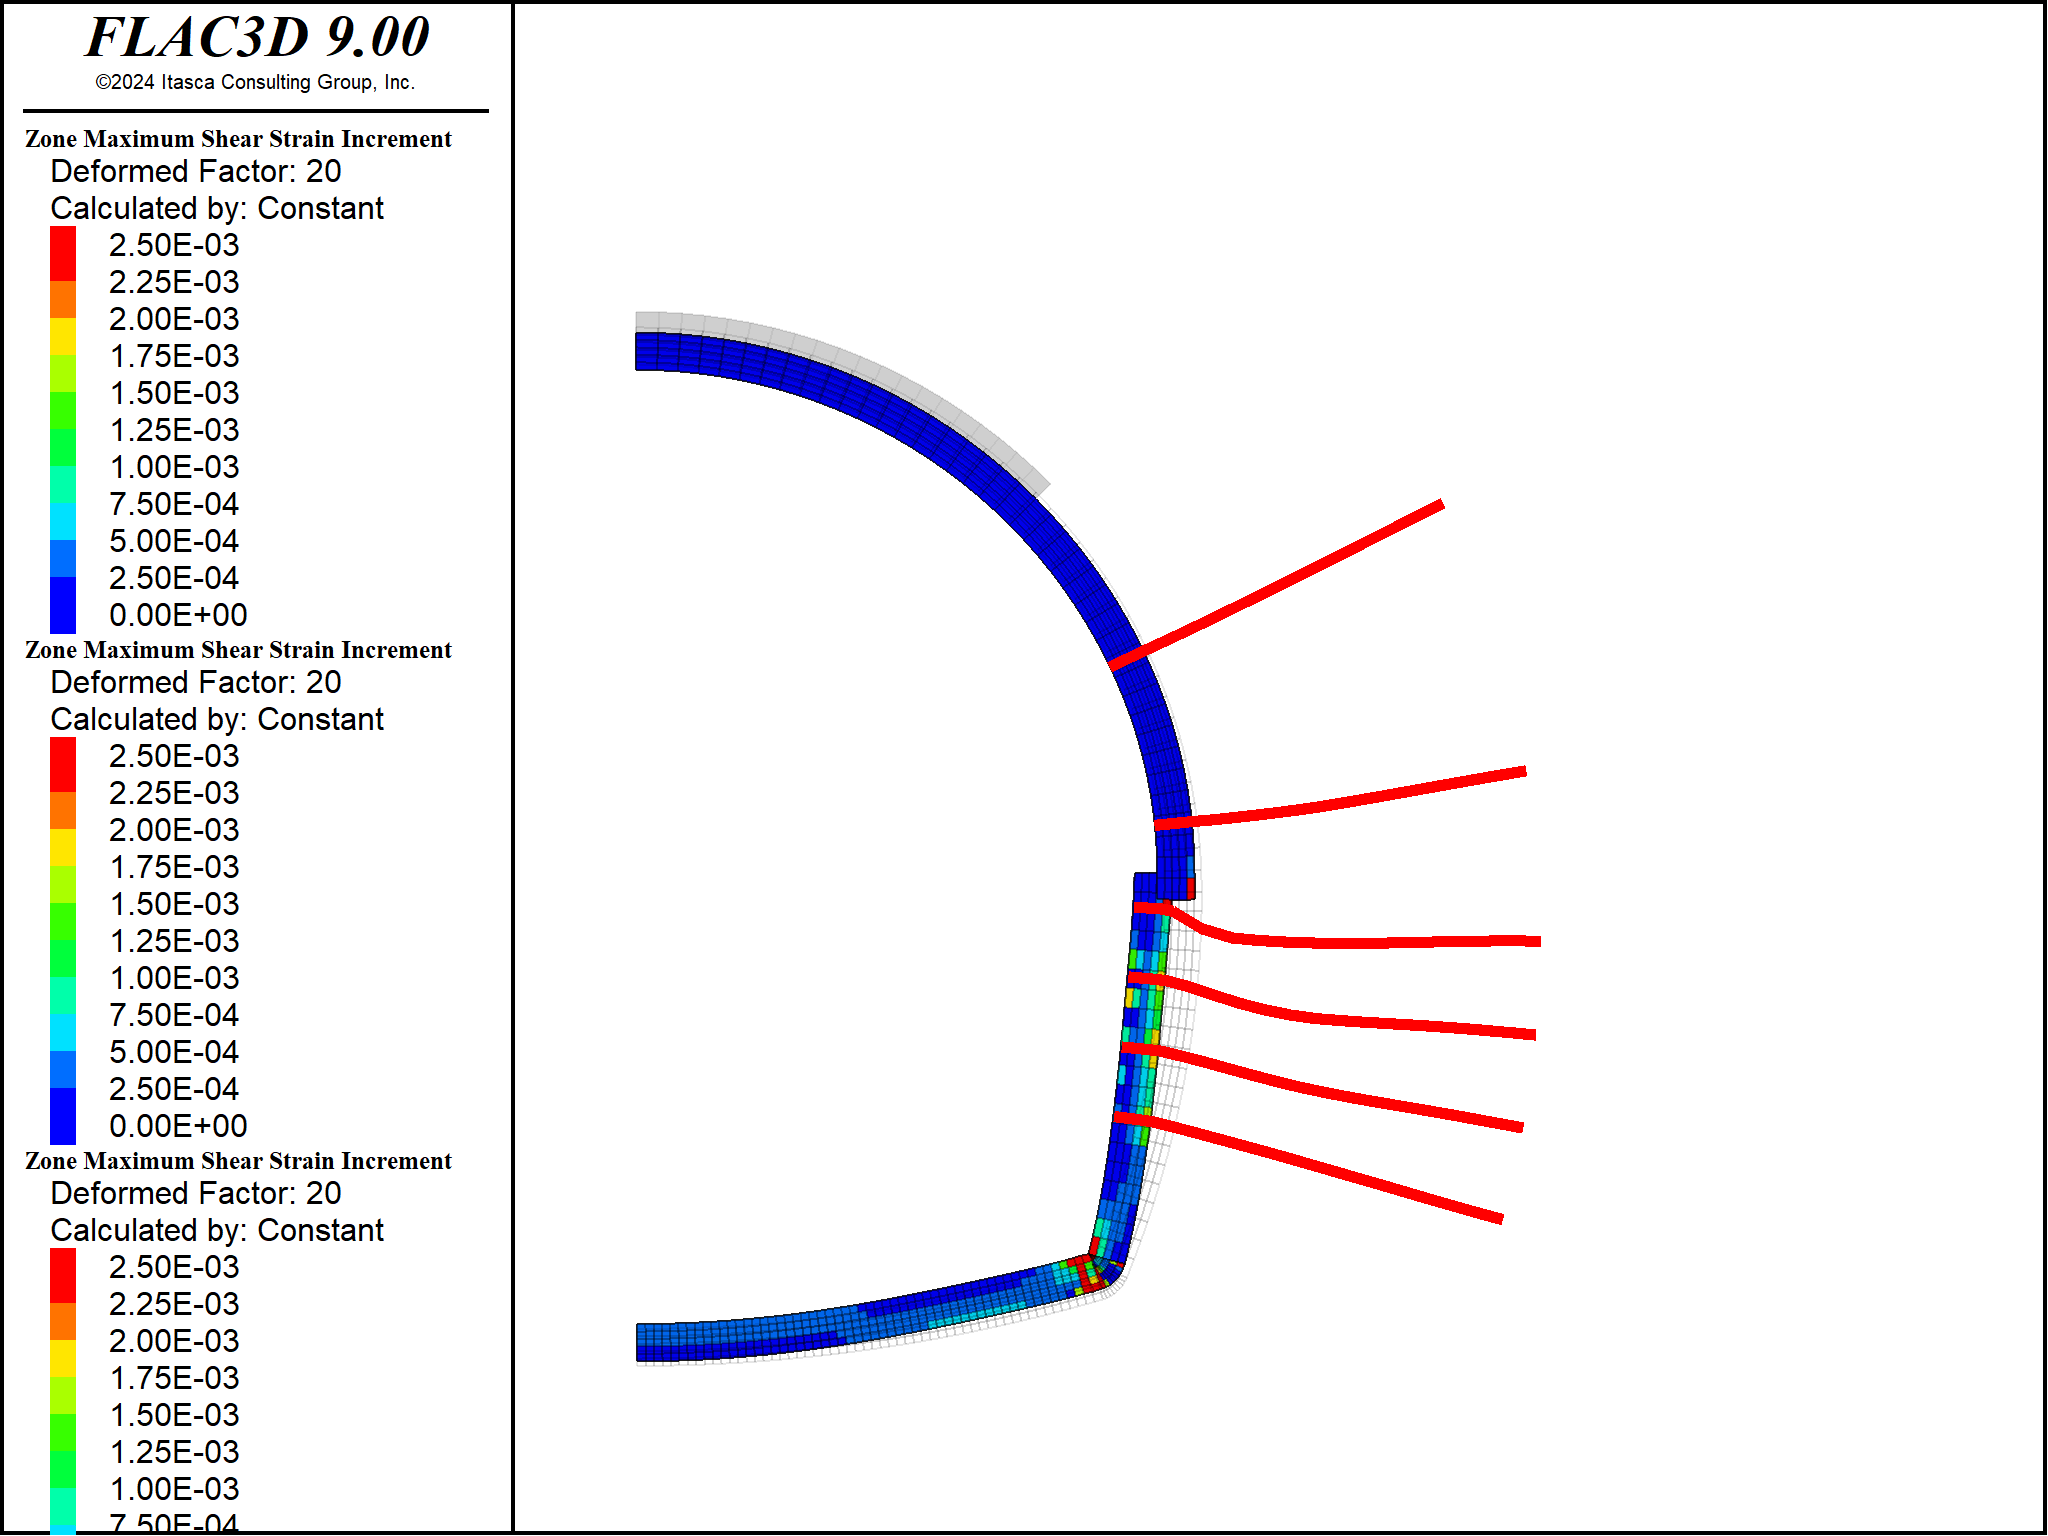 FLAC3D 9.00
©2024 Itasca Consulting Group, Inc.
Zone Maximum Shear Strain Increment
Deformed Factor: 20
Calculated by: Constant
2.50E-03
2.25E-03
2.00E-03
1.75E-03
1.50E-03
1.25E-03
1.00E-03
7.50E-04
5.00E-04
2.50E-04
0.00E+00
Zone Maximum Shear Strain Increment
Deformed Factor: 20
Calculated by: Constant
2.50E-03
2.25E-03
2.00E-03
1.75E-03
1.50E-03
1.25E-03
1.00E-03
7.50E-04
5.00E-04
2.50E-04
0.00E+00
Zone Maximum Shear Strain Increment
Deformed Factor: 20
Calculated by: Constant
2.50E-03
2.25E-03
2.00E-03
1.75E-03
1.50E-03
1.25E-03
1.00E-03
7.50E-04